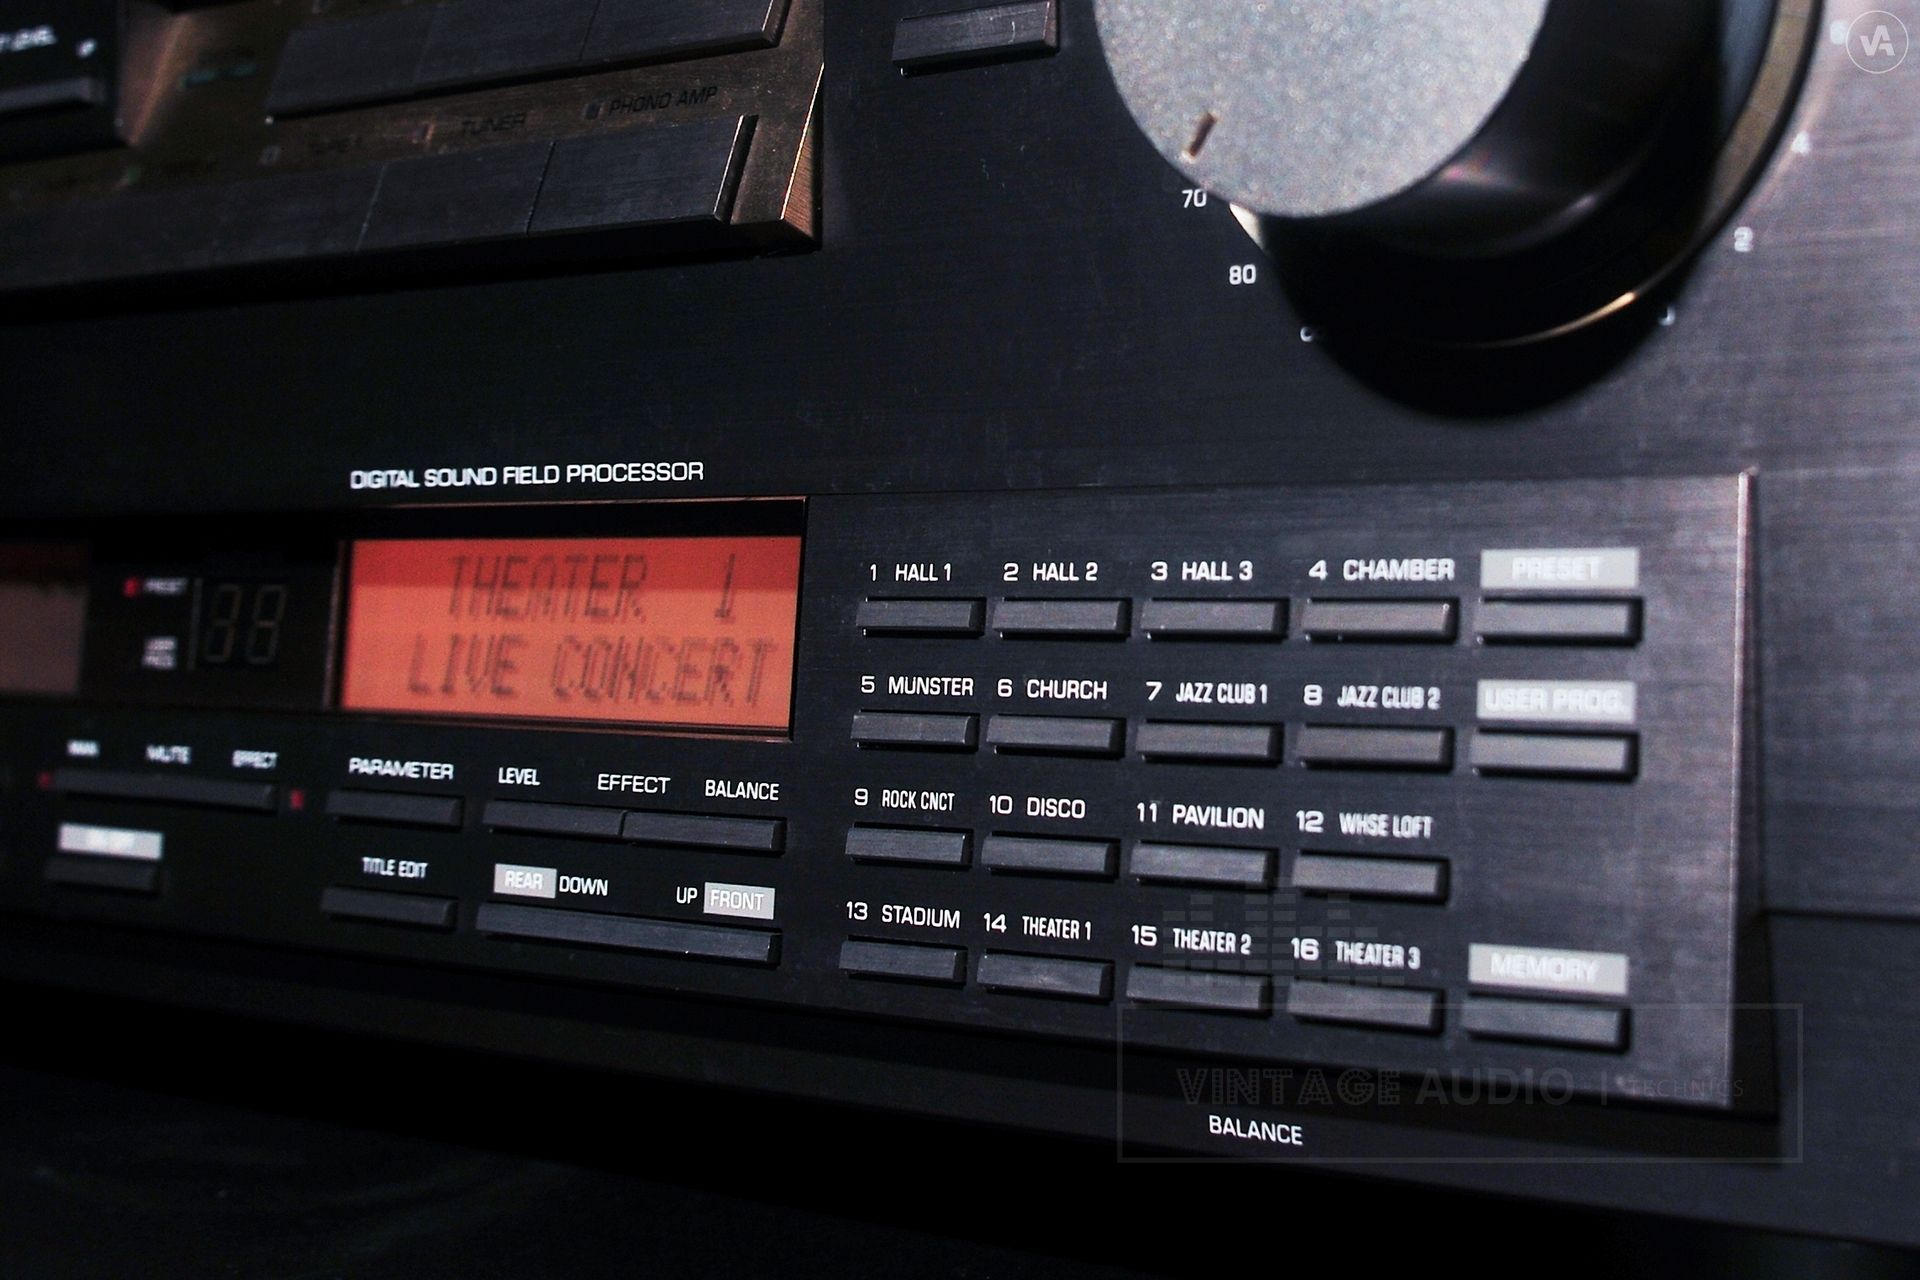 PHONO AMP
TUNER
6
4
2
70
80
DIGITAL SOUND FIELD PROCESSOR
THEATER 1
LIVE CONCERT
1 HALL 1 2 HALL 2 3 HALL 3 4 CHAMBER PRESET
5 MUNSTER 6 CHURCH 7 JAZZ CLUB 1 8 JAZZ CLUB 2 USER PROG.
MUTE EFFECT PARAMETER LEVEL EFFECT BALANCE
9 ROCK CNCT 10 DISCO 11 PAVILION 12 WHSE LOFT
TITLE EDIT REAR DOWN UP FRONT
13 STADIUM 14 THEATER 1 15 THEATER 2 16 THEATER 3 MEMORY
VINTAGE AUDIO | TECHNICS
BALANCE